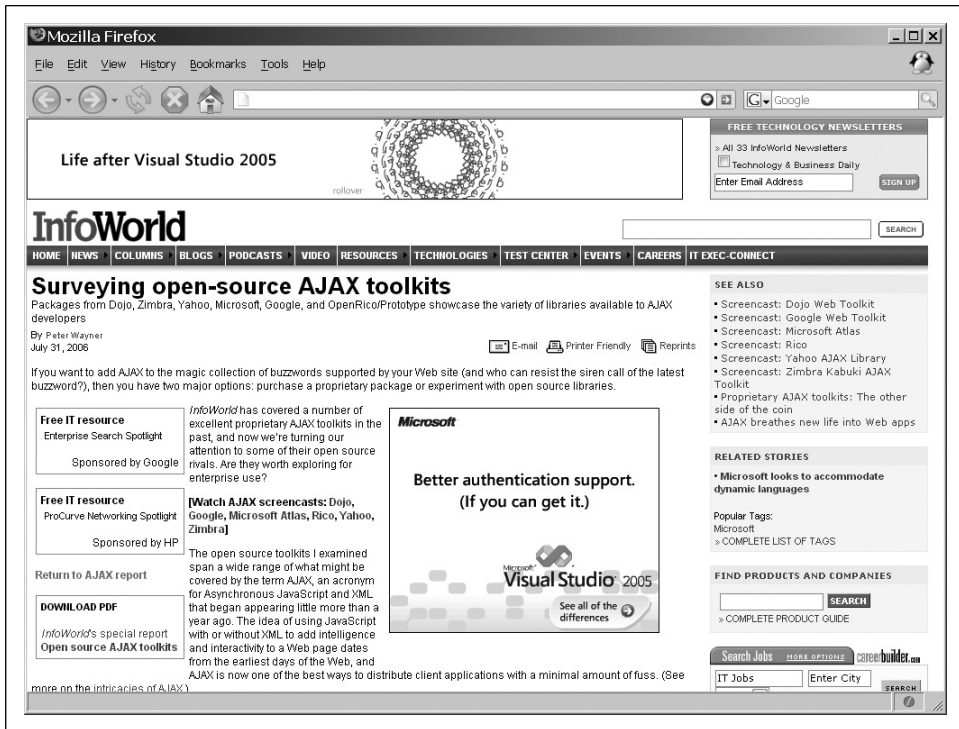 Mozilla Firefox
File Edit View History Bookmarks Tools Help
G Google
Life after Visual Studio 2005
rollover
FREE TECHNOLOGY NEWSLETTERS
» All 33 InfoWorld Newsletters
Technology & Business Daily
Enter Email Address SIGN UP
InfoWorld
SEARCH
HOME NEWS COLUMNS BLOGS PODCASTS VIDEO RESOURCES TECHNOLOGIES TEST CENTER EVENTS CAREERS IT EXEC-CONNECT
Surveying open-source AJAX toolkits
Packages from Dojo, Zimbra, Yahoo, Microsoft, Google, and OpenRico/Prototype showcase the variety of libraries available to AJAX
developers
By Peter Wayner
July 31, 2006
E-mail Printer Friendly Reprints
If you want to add AJAX to the magic collection of buzzwords supported by your Web site (and who can resist the siren call of the latest
buzzword?), then you have two major options: purchase a proprietary package or experiment with open source libraries.
Free IT resource
Enterprise Search Spotlight
Sponsored by Google
Free IT resource
ProCurve Networking Spotlight
Sponsored by HP
Return to AJAX report
DOWNLOAD PDF
InfoWorld's special report
Open source AJAX toolkits
InfoWorld has covered a number of
excellent proprietary AJAX toolkits in the
past, and now we're turning our
attention to some of their open source
rivals. Are they worth exploring for
enterprise use?
[Watch AJAX screencasts: Dojo,
Google, Microsoft Atlas, Rico, Yahoo,
Zimbra]
The open source toolkits I examined
span a wide range of what might be
covered by the term AJAX, an acronym
for Asynchronous JavaScript and XML
that began appearing little more than a
year ago. The idea of using JavaScript
with or without XML to add intelligence
and interactivity to a Web page dates
from the earliest days of the Web, and
AJAX is now one of the best ways to distribute client applications with a minimal amount of fuss. (See
more on the intricacies of AJAX.)
Microsoft
Better authentication support.
(If you can get it.)
Microsoft
Visual Studio 2005
See all of the
differences
SEE ALSO
• Screencast: Dojo Web Toolkit
• Screencast: Google Web Toolkit
• Screencast: Microsoft Atlas
• Screencast: Rico
• Screencast: Yahoo AJAX Library
• Screencast: Zimbra Kabuki AJAX
Toolkit
• Proprietary AJAX toolkits: The other
side of the coin
• AJAX breathes new life into Web apps
RELATED STORIES
• Microsoft looks to accommodate
dynamic languages
Popular Tags:
Microsoft
» COMPLETE LIST OF TAGS
FIND PRODUCTS AND COMPANIES
SEARCH
» COMPLETE PRODUCT GUIDE
Search Jobs MORE OPTIONS careerbuilder.com
IT Jobs Enter City
SEARCH